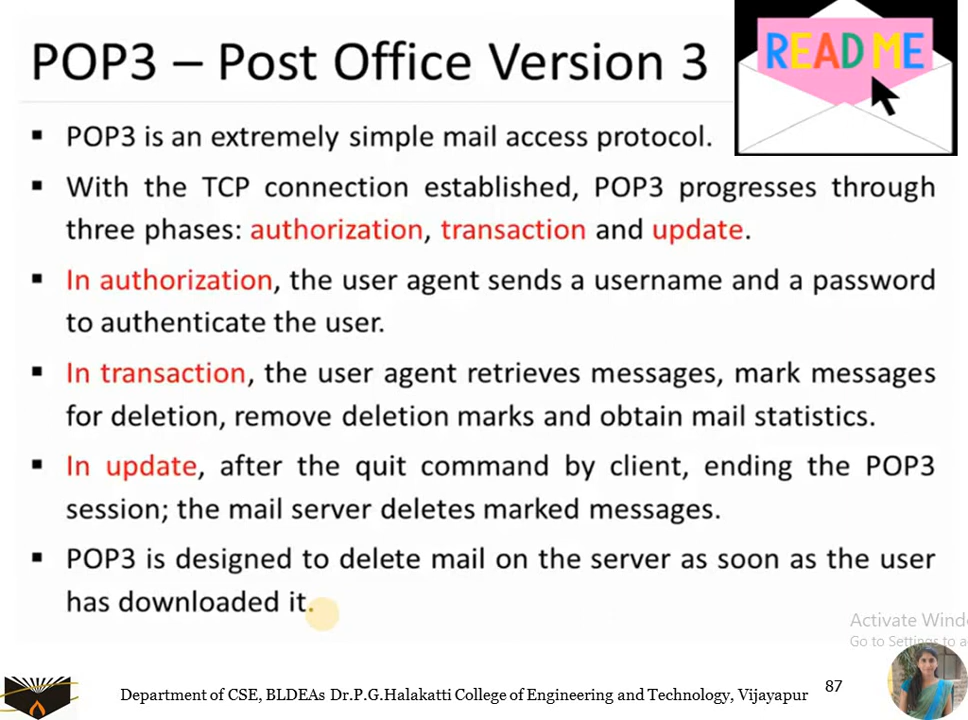 POP3 – Post Office Version 3
READ ME
▪ POP3 is an extremely simple mail access protocol.
▪ With the TCP connection established, POP3 progresses through
three phases: authorization, transaction and update.
▪ In authorization, the user agent sends a username and a password
to authenticate the user.
▪ In transaction, the user agent retrieves messages, mark messages
for deletion, remove deletion marks and obtain mail statistics.
▪ In update, after the quit command by client, ending the POP3
session; the mail server deletes marked messages.
▪ POP3 is designed to delete mail on the server as soon as the user
has downloaded it.
Activate Wind
Go to Settings to a
Department of CSE, BLDEAs Dr.P.G.Halakatti College of Engineering and Technology, Vijayapur
87